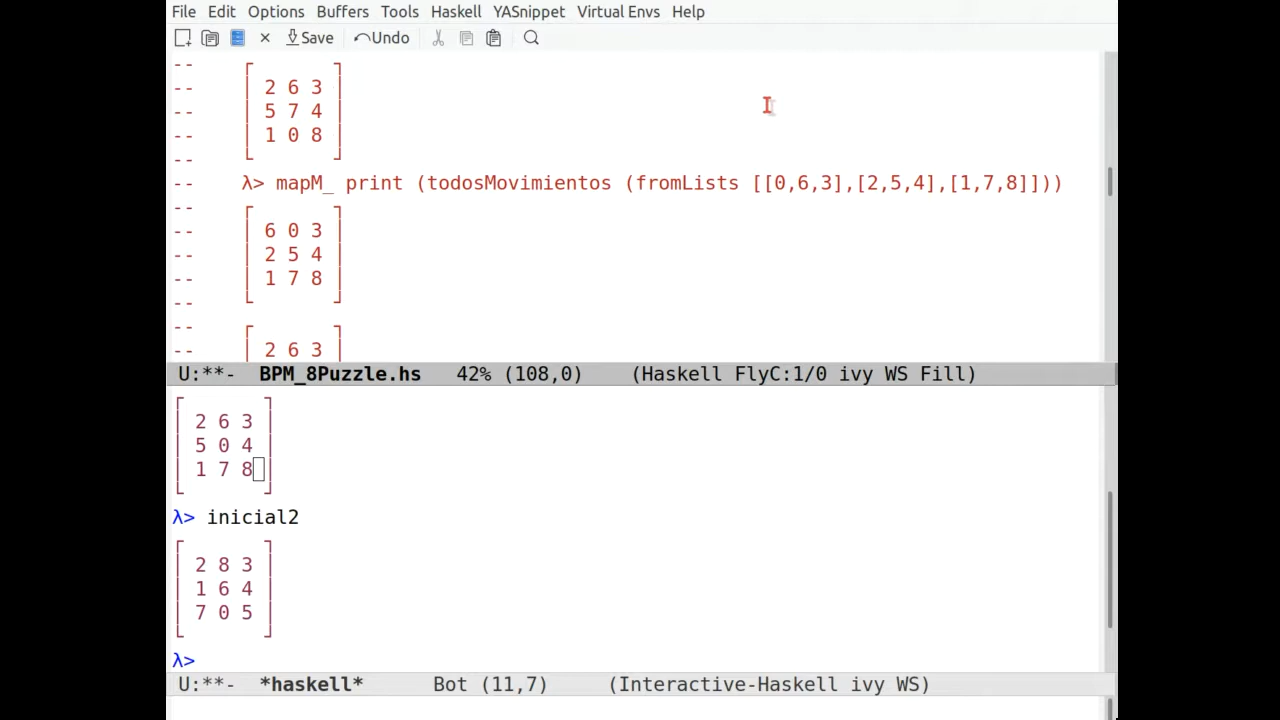 File Edit Options Buffers Tools Haskell YASnippet Virtual Envs Help
Save Undo
--
-- 2 6 3
-- 5 7 4
-- 1 0 8
--
-- λ> mapM_ print (todosMovimientos (fromLists [[0,6,3],[2,5,4],[1,7,8]]))
--
-- 6 0 3
-- 2 5 4
-- 1 7 8
--
--
-- 2 6 3
U:**- BPM_8Puzzle.hs 42% (108,0) (Haskell FlyC:1/0 ivy WS Fill)
2 6 3
5 0 4
1 7 8
λ> inicial2
2 8 3
1 6 4
7 0 5
λ>
U:**- *haskell* Bot (11,7) (Interactive-Haskell ivy WS)